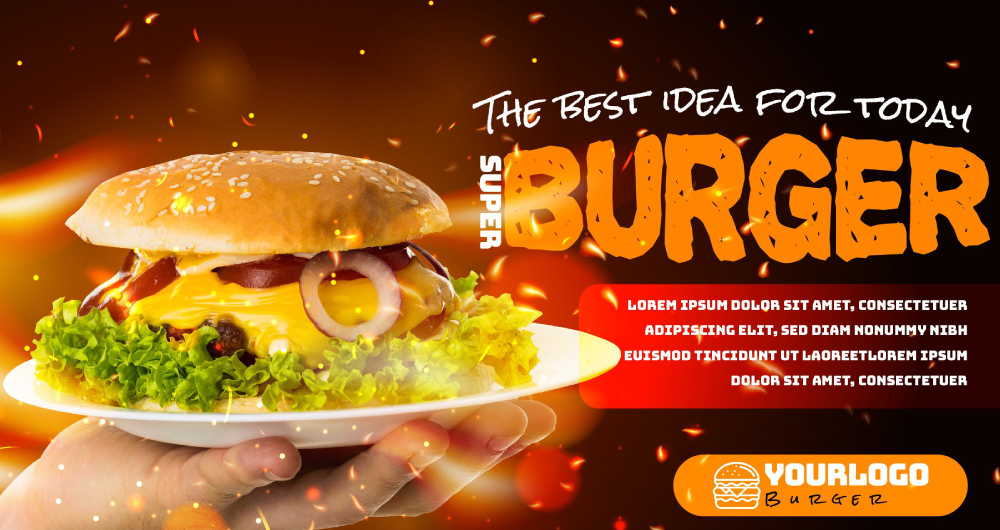 THE BEST IDEA FOR TODAY
SUPER
BURGER
LOREM IPSUM DOLOR SIT AMET, CONSECTETUER
ADIPISCING ELIT, SED DIAM NONUMMY NIBH
EUISMOD TINCIDUNT UT LAOREETLOREM IPSUM
DOLOR SIT AMET, CONSECTETUER
YOURLOGO
BURGER